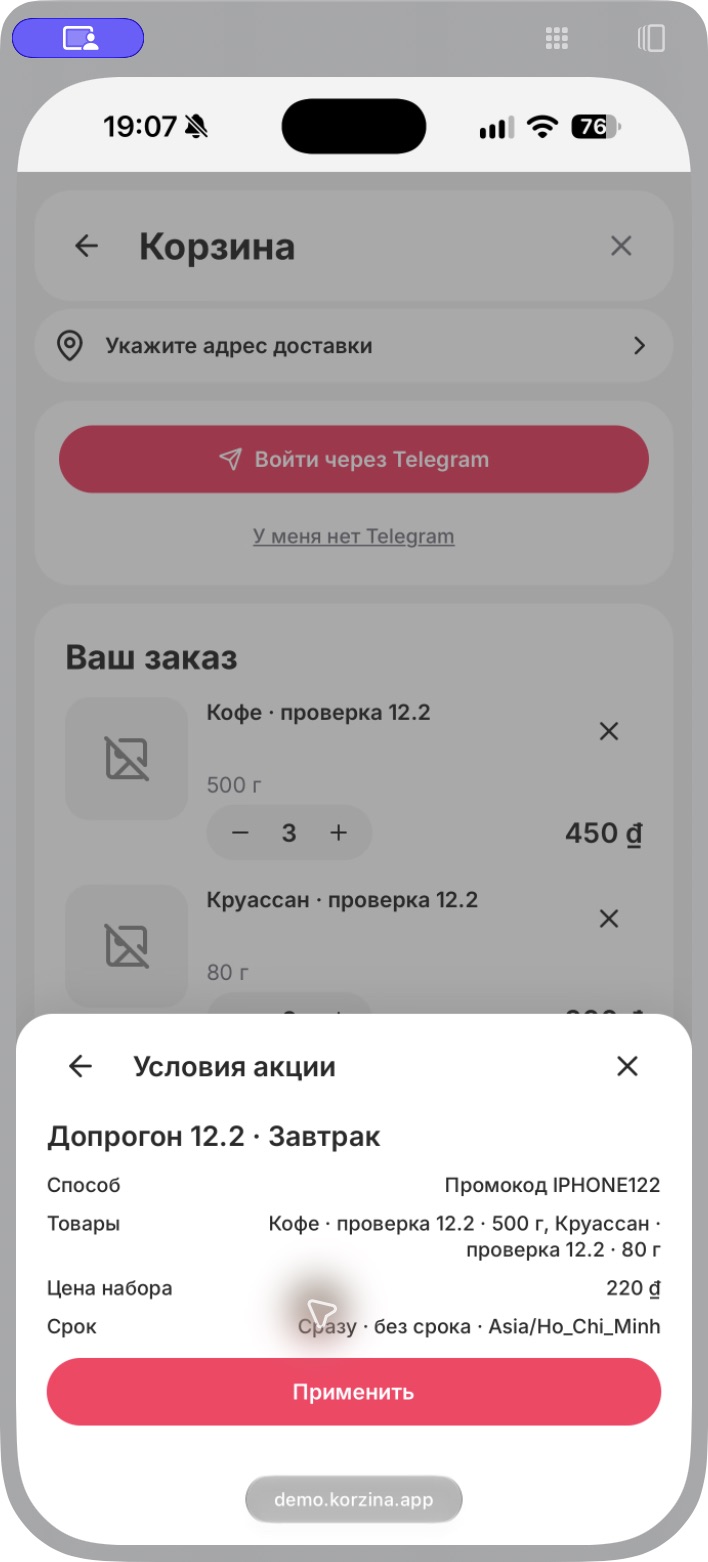 19:07
76
Корзина
Укажите адрес доставки
Войти через Telegram
У меня нет Telegram
Ваш заказ
Кофе · проверка 12.2
500 г
3
450 ₫
Круассан · проверка 12.2
80 г
Условия акции
Допрогон 12.2 · Завтрак
Способ
Промокод IPHONE122
Товары
Кофе · проверка 12.2 · 500 г, Круассан ·
проверка 12.2 · 80 г
Цена набора
220 ₫
Срок
Сразу · без срока · Asia/Ho_Chi_Minh
Применить
demo.korzina.app